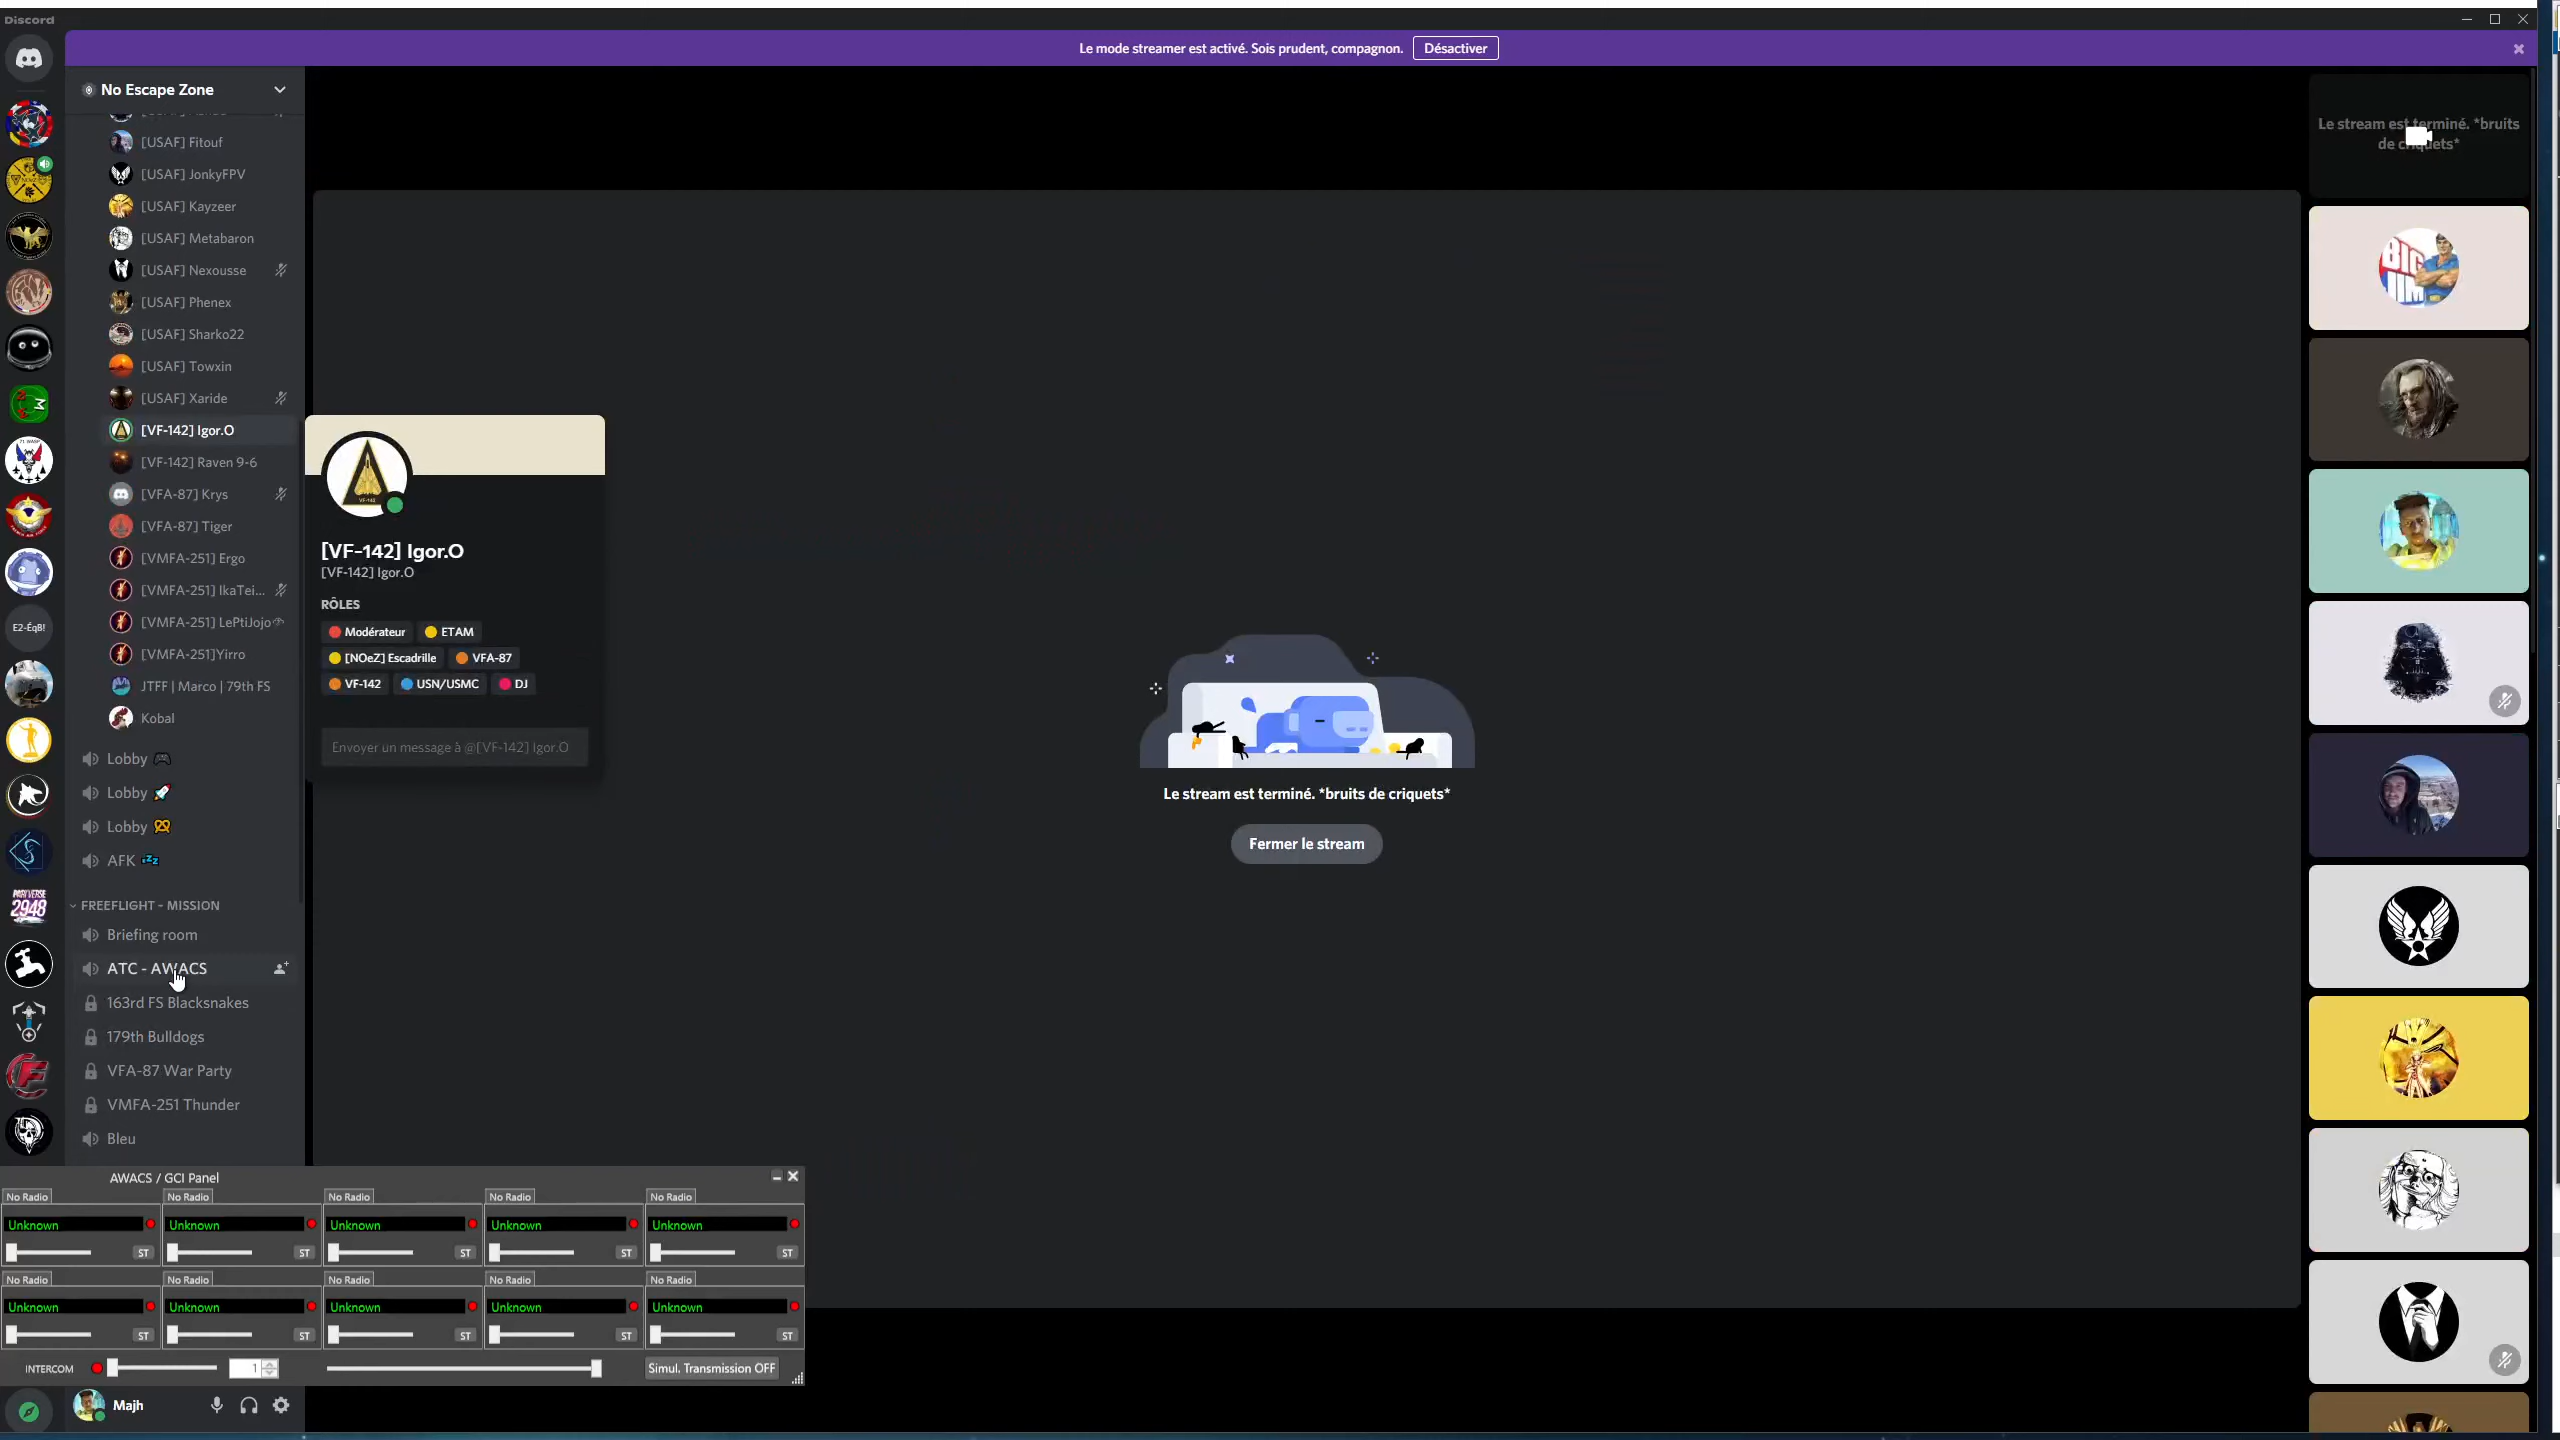 Discord
Le mode streamer est activé. Sois prudent, compagnon.
Désactiver
No Escape Zone
[USAF] Fitouf
[USAF] JonkyFPV
[USAF] Kayzeer
[USAF] Metabaron
[USAF] Nexousse
[USAF] Phenex
[USAF] Sharko22
[USAF] Towxin
[USAF] Xaride
[VF-142] Igor.O
[VF-142] Raven 9-6
[VFA-87] Krys
[VFA-87] Tiger
[VMFA-251] Ergo
[VMFA-251] IkaTei...
[VMFA-251] LePtiJojo
[VMFA-251]Yirro
JTFF | Marco | 79th FS
Kobal
Lobby
Lobby
Lobby
AFK
FREEFLIGHT - MISSION
Briefing room
ATC - AWACS
163rd FS Blacksnakes
179th Bulldogs
VFA-87 War Party
VMFA-251 Thunder
Bleu
E2-ÉqB!
2948
[VF-142] Igor.O
[VF-142] Igor.O
RÔLES
Modérateur
ETAM
[NOeZ] Escadrille
VFA-87
VF-142
USN/USMC
DJ
Envoyer un message à @[VF-142] Igor.O
Le stream est terminé. *bruits de criquets*
Fermer le stream
Le stream est terminé. *bruits
de criquets*
BIG
JIM
AWACS / GCI Panel
No Radio
No Radio
No Radio
No Radio
No Radio
Unknown
Unknown
Unknown
Unknown
Unknown
ST
ST
ST
ST
ST
No Radio
No Radio
No Radio
No Radio
No Radio
Unknown
Unknown
Unknown
Unknown
Unknown
ST
ST
ST
ST
ST
INTERCOM
1
Simul. Transmission OFF
Majh